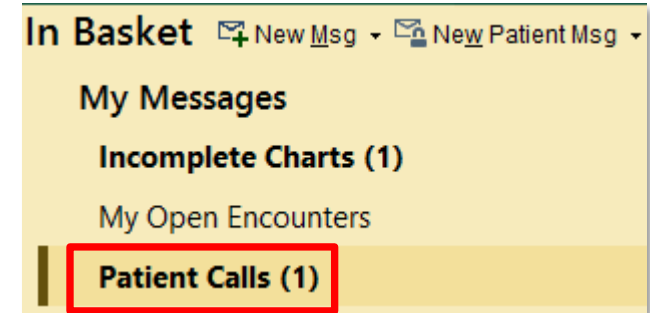 In Basket New Msg New Patient Msg
My Messages
Incomplete Charts (1)
My Open Encounters
Patient Calls (1)